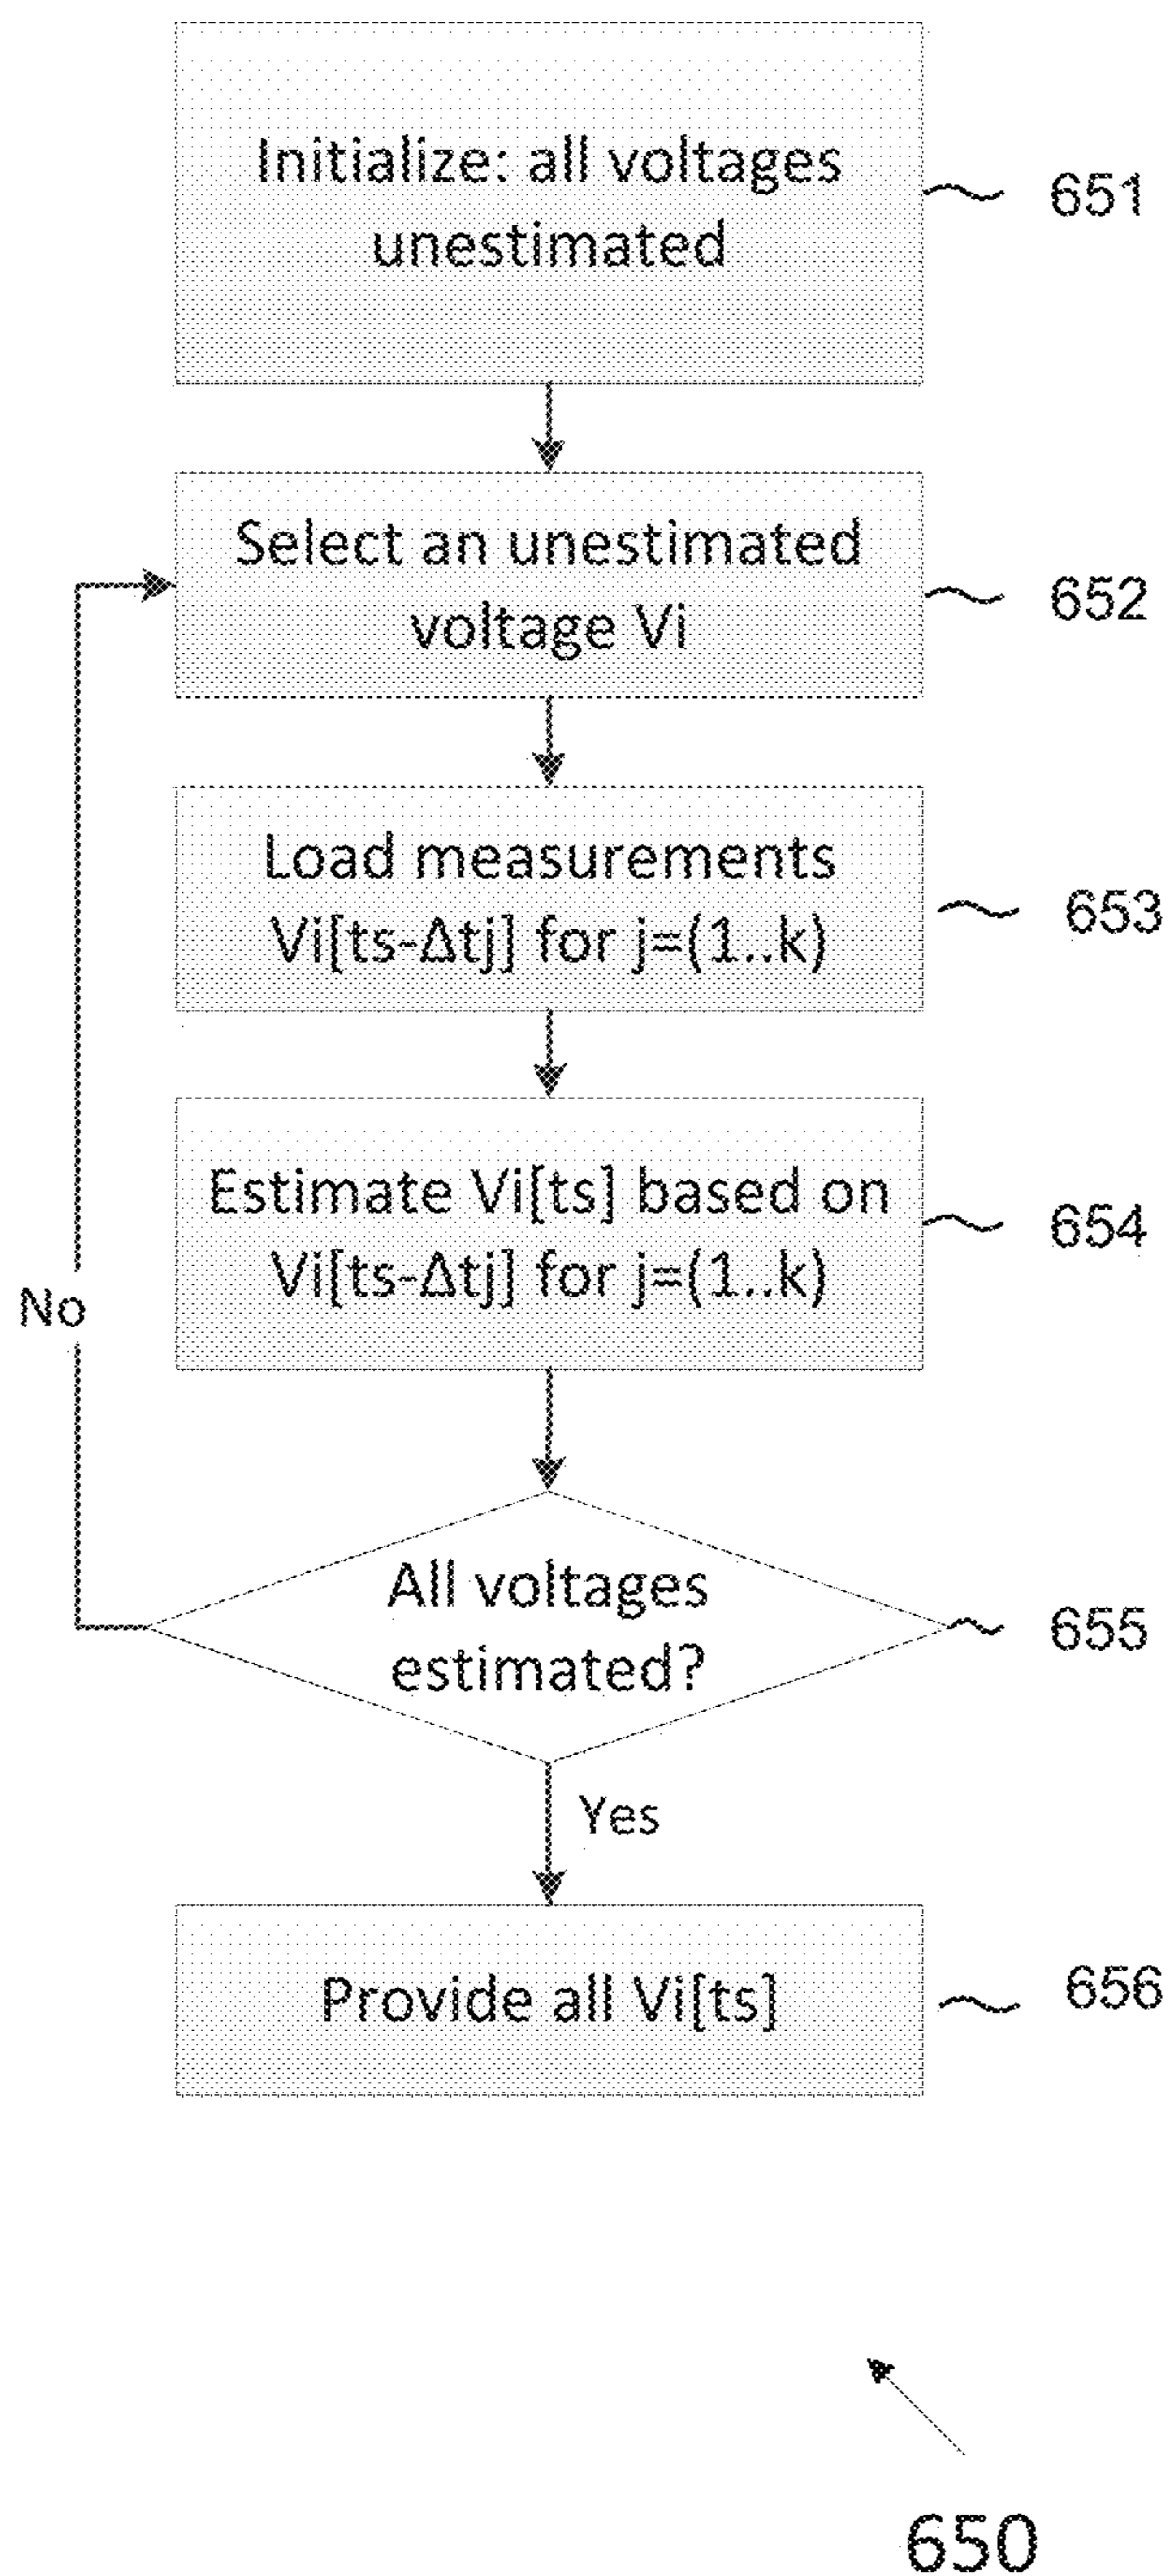 Initialize: all voltages
unestimated
651
Select an unestimated
voltage Vi
652
Load measurements
Vi[ts-Δtj] for j=(1..k)
653
Estimate Vi[ts] based on
Vi[ts-Δtj] for j=(1..k)
654
No
All voltages
estimated?
655
Yes
Provide all Vi[ts]
656
650